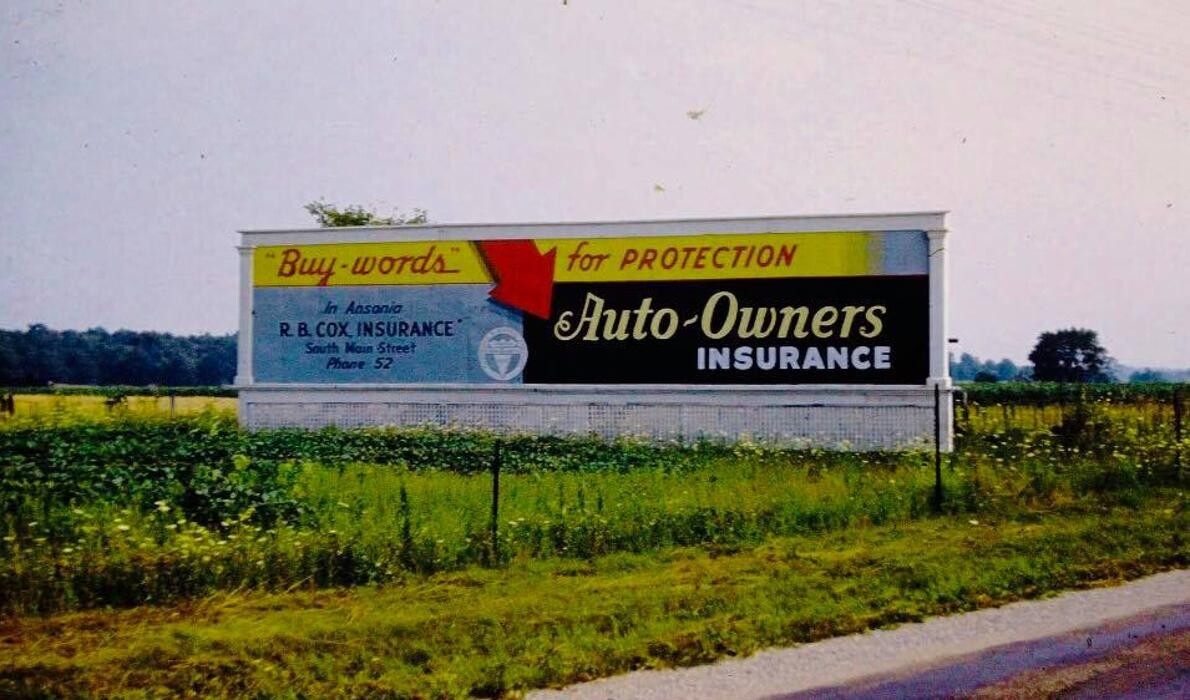 "Buy-words" for PROTECTION
In Ansonia
R. B. COX INSURANCE
South Main Street
Phone 52
Auto-Owners
INSURANCE